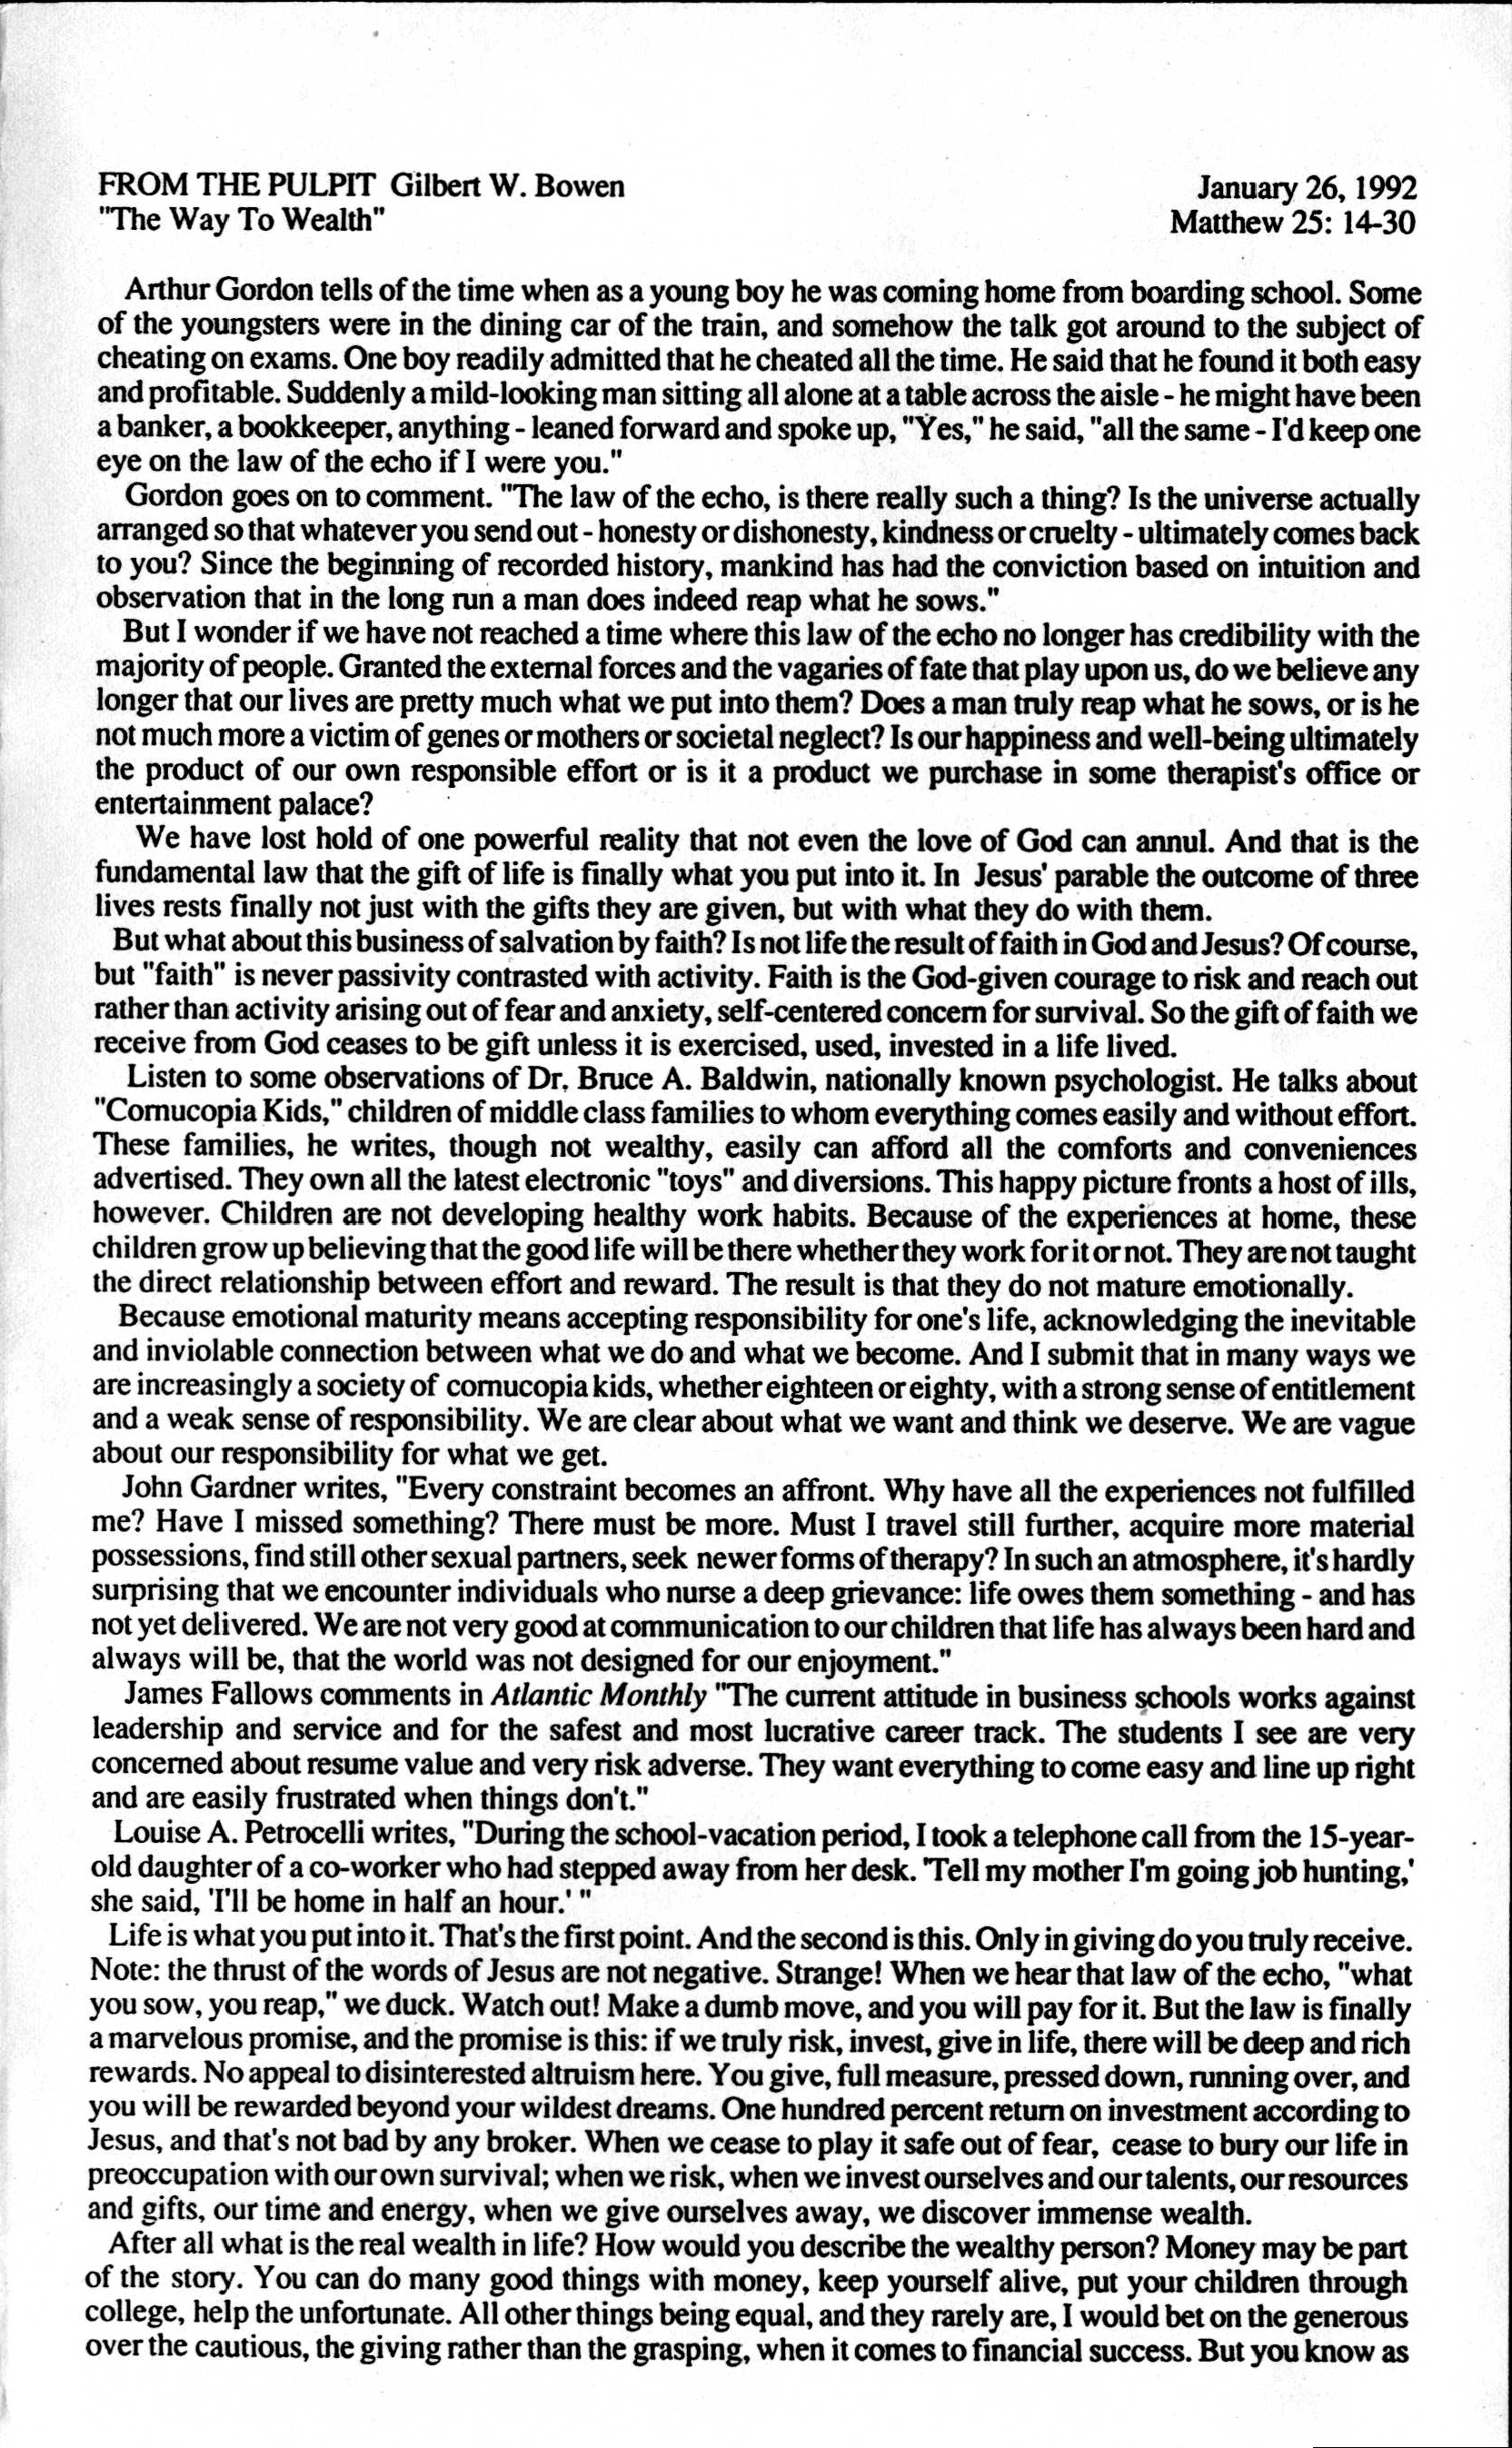 FROM THE PULPIT Gilbert W. Bowen January 26, 1992
"The Way To Wealth" Matthew 25: 14-30
Arthur Gordon tells of the time when as a young boy he was coming home from boarding school. Some
of the youngsters were in the dining car of the train, and somehow the talk got around to the subject of
cheating on exams. One boy readily admitted that he cheated all the time. He said that he found it both easy
and profitable. Suddenly a mild-looking man sitting all alone at a table across the aisle - he might have been
a banker, a bookkeeper, anything - leaned forward and spoke up, "Yes," he said, "all the same - I'd keep one
eye on the law of the echo if I were you."
Gordon goes on to comment. "The law of the echo, is there really such a thing? Is the universe actually
arranged so that whatever you send out - honesty or dishonesty, kindness or cruelty - ultimately comes back
to you? Since the beginning of recorded history, mankind has had the conviction based on intuition and
observation that in the long run a man does indeed reap what he sows."
But I wonder if we have not reached a time where this law of the echo no longer has credibility with the
majority of people. Granted the external forces and the vagaries of fate that play upon us, do we believe any
longer that our lives are pretty much what we put into them? Does a man truly reap what he sows, or is he
not much more a victim of genes or mothers or societal neglect? Is our happiness and well-being ultimately
the product of our own responsible effort or is it a product we purchase in some therapist's office or
entertainment palace?
We have lost hold of one powerful reality that not even the love of God can annul. And that is the
fundamental law that the gift of life is finally what you put into it. In Jesus' parable the outcome of three
lives rests finally not just with the gifts they are given, but with what they do with them.
But what about this business of salvation by faith? Is not life the result of faith in God and Jesus? Of course,
but "faith" is never passivity contrasted with activity. Faith is the God-given courage to risk and reach out
rather than activity arising out of fear and anxiety, self-centered concern for survival. So the gift of faith we
receive from God ceases to be gift unless it is exercised, used, invested in a life lived.
Listen to some observations of Dr. Bruce A. Baldwin, nationally known psychologist. He talks about
"Cornucopia Kids," children of middle class families to whom everything comes easily and without effort.
These families, he writes, though not wealthy, easily can afford all the comforts and conveniences
advertised. They own all the latest electronic "toys" and diversions. This happy picture fronts a host of ills,
however. Children are not developing healthy work habits. Because of the experiences at home, these
children grow up believing that the good life will be there whether they work for it or not. They are not taught
the direct relationship between effort and reward. The result is that they do not mature emotionally.
Because emotional maturity means accepting responsibility for one's life, acknowledging the inevitable
and inviolable connection between what we do and what we become. And I submit that in many ways we
are increasingly a society of cornucopia kids, whether eighteen or eighty, with a strong sense of entitlement
and a weak sense of responsibility. We are clear about what we want and think we deserve. We are vague
about our responsibility for what we get.
John Gardner writes, "Every constraint becomes an affront. Why have all the experiences not fulfilled
me? Have I missed something? There must be more. Must I travel still further, acquire more material
possessions, find still other sexual partners, seek newer forms of therapy? In such an atmosphere, it's hardly
surprising that we encounter individuals who nurse a deep grievance: life owes them something - and has
not yet delivered. We are not very good at communication to our children that life has always been hard and
always will be, that the world was not designed for our enjoyment."
James Fallows comments in Atlantic Monthly "The current attitude in business schools works against
leadership and service and for the safest and most lucrative career track. The students I see are very
concerned about resume value and very risk adverse. They want everything to come easy and line up right
and are easily frustrated when things don't."
Louise A. Petrocelli writes, "During the school-vacation period, I took a telephone call from the 15-year-
old daughter of a co-worker who had stepped away from her desk. 'Tell my mother I'm going job hunting,'
she said, 'I'll be home in half an hour.' "
Life is what you put into it. That's the first point. And the second is this. Only in giving do you truly receive.
Note: the thrust of the words of Jesus are not negative. Strange! When we hear that law of the echo, "what
you sow, you reap," we duck. Watch out! Make a dumb move, and you will pay for it. But the law is finally
a marvelous promise, and the promise is this: if we truly risk, invest, give in life, there will be deep and rich
rewards. No appeal to disinterested altruism here. You give, full measure, pressed down, running over, and
you will be rewarded beyond your wildest dreams. One hundred percent return on investment according to
Jesus, and that's not bad by any broker. When we cease to play it safe out of fear, cease to bury our life in
preoccupation with our own survival; when we risk, when we invest ourselves and our talents, our resources
and gifts, our time and energy, when we give ourselves away, we discover immense wealth.
After all what is the real wealth in life? How would you describe the wealthy person? Money may be part
of the story. You can do many good things with money, keep yourself alive, put your children through
college, help the unfortunate. All other things being equal, and they rarely are, I would bet on the generous
over the cautious, the giving rather than the grasping, when it comes to financial success. But you know as